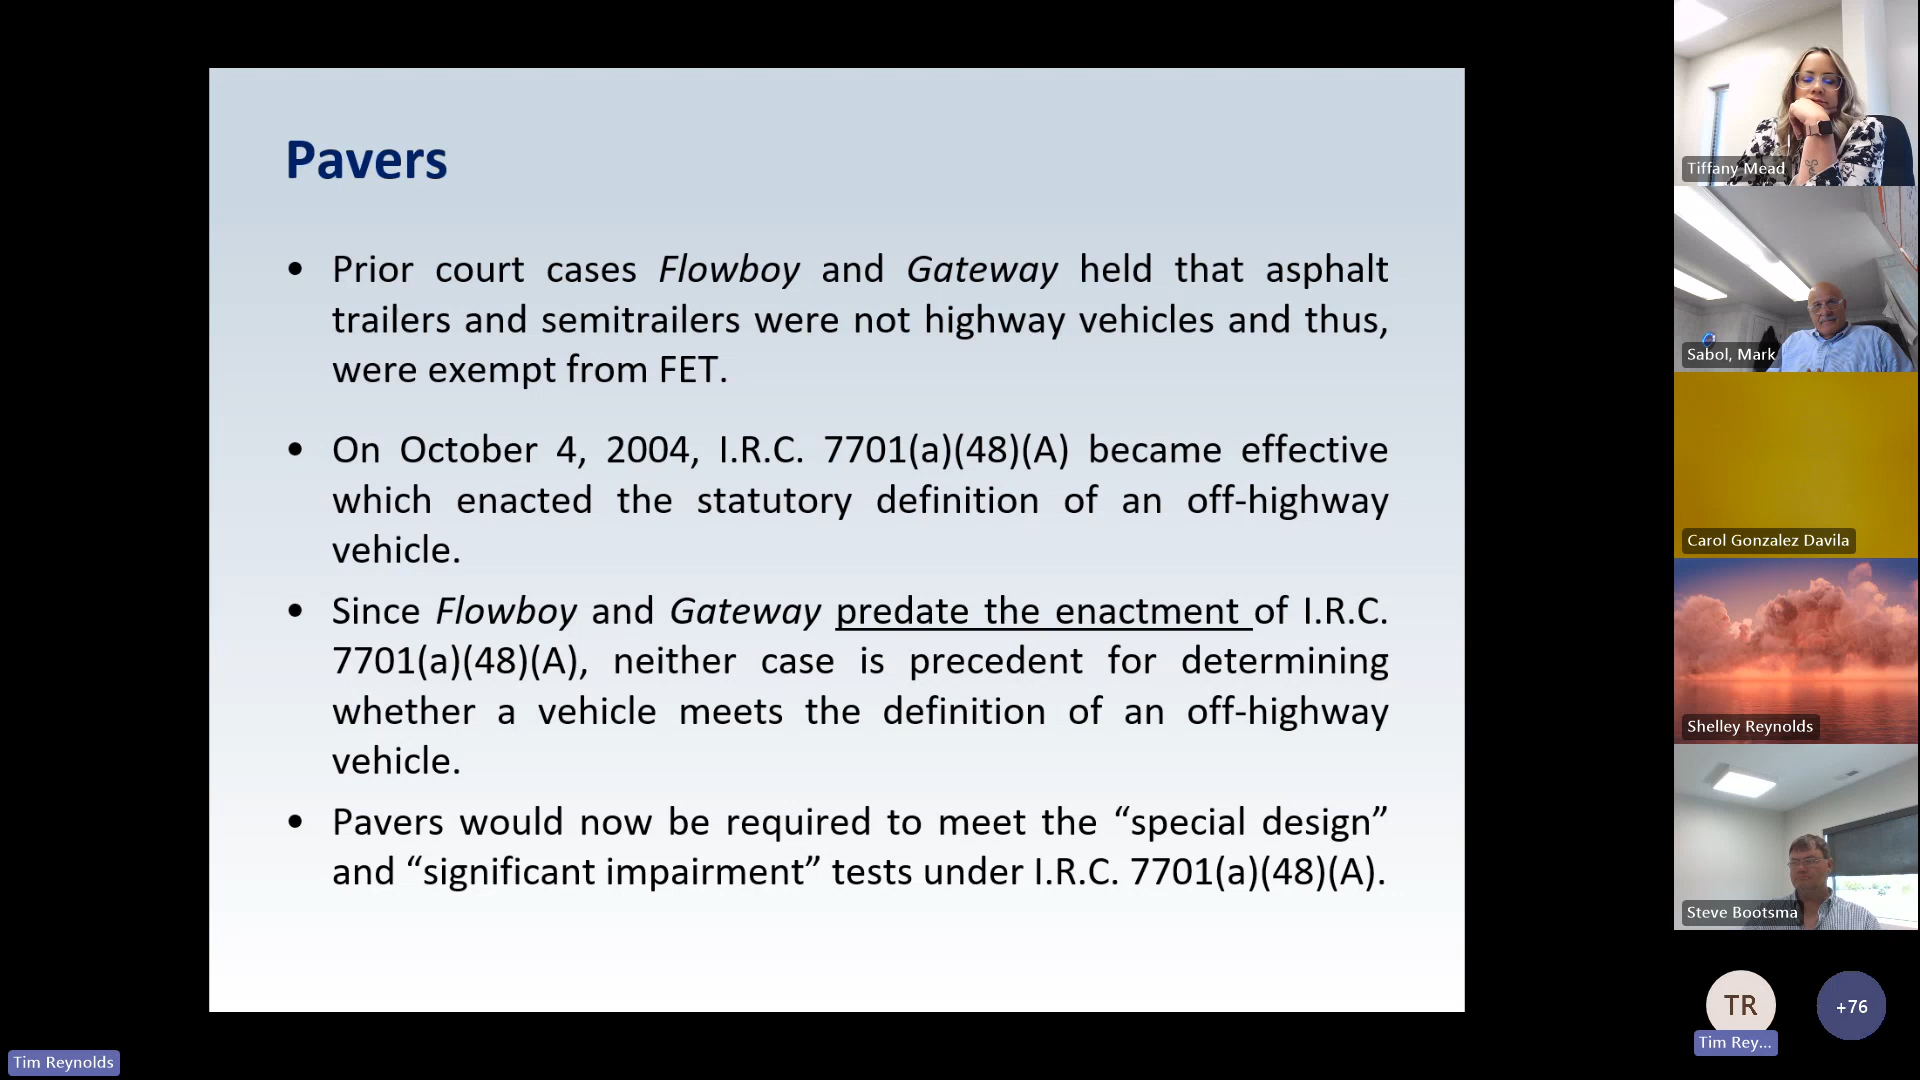 Pavers
• Prior court cases Flowboy and Gateway held that asphalt
trailers and semitrailers were not highway vehicles and thus,
were exempt from FET.
• On October 4, 2004, I.R.C. 7701(a)(48)(A) became effective
which enacted the statutory definition of an off-highway
vehicle.
• Since Flowboy and Gateway predate the enactment of I.R.C.
7701(a)(48)(A), neither case is precedent for determining
whether a vehicle meets the definition of an off-highway
vehicle.
• Pavers would now be required to meet the “special design”
and “significant impairment” tests under I.R.C. 7701(a)(48)(A).
Tiffany Mead
Sabol, Mark
Carol Gonzalez Davila
Shelley Reynolds
Steve Bootsma
TR
+76
Tim Rey...
Tim Reynolds